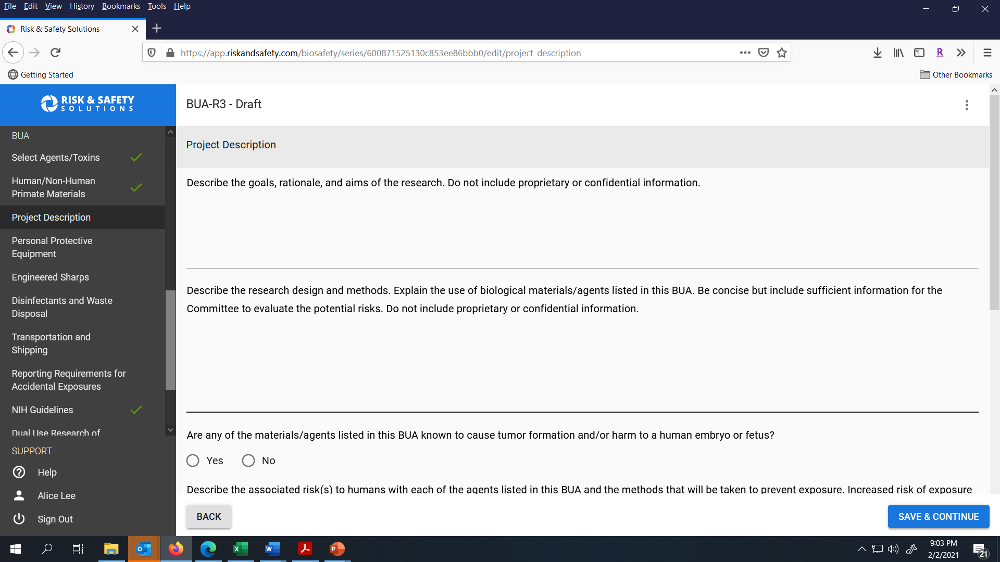 File Edit View History Bookmarks Tools Help
Risk & Safety Solutions
https://app.riskandsafety.com/biosafety/series/600871525130c853ee86bbb0/edit/project_description
Getting Started
Other Bookmarks
RISK & SAFETY
SOLUTIONS
BUA
Select Agents/Toxins
Human/Non-Human
Primate Materials
Project Description
Personal Protective
Equipment
Engineered Sharps
Disinfectants and Waste
Disposal
Transportation and
Shipping
Reporting Requirements for
Accidental Exposures
NIH Guidelines
Dual Use Research of
SUPPORT
Help
Alice Lee
Sign Out
BUA-R3 - Draft
Project Description
Describe the goals, rationale, and aims of the research. Do not include proprietary or confidential information.
Describe the research design and methods. Explain the use of biological materials/agents listed in this BUA. Be concise but include sufficient information for the
Committee to evaluate the potential risks. Do not include proprietary or confidential information.
Are any of the materials/agents listed in this BUA known to cause tumor formation and/or harm to a human embryo or fetus?
Yes No
Describe the associated risk(s) to humans with each of the agents listed in this BUA and the methods that will be taken to prevent exposure. Increased risk of exposure
BACK
SAVE & CONTINUE
9:03 PM
2/2/2021
21